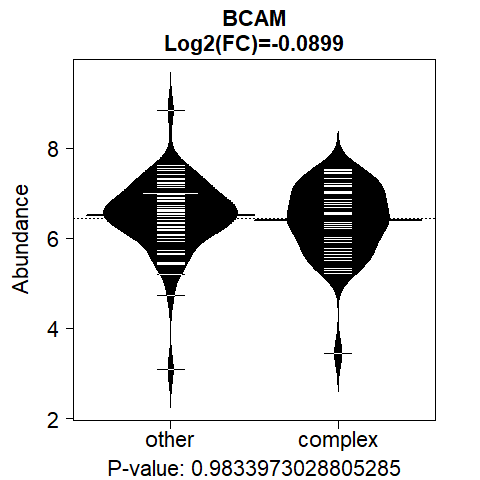 BCAM
Log2(FC)=-0.0899
Abundance
8
6
4
2
other complex
P-value: 0.9833973028805285